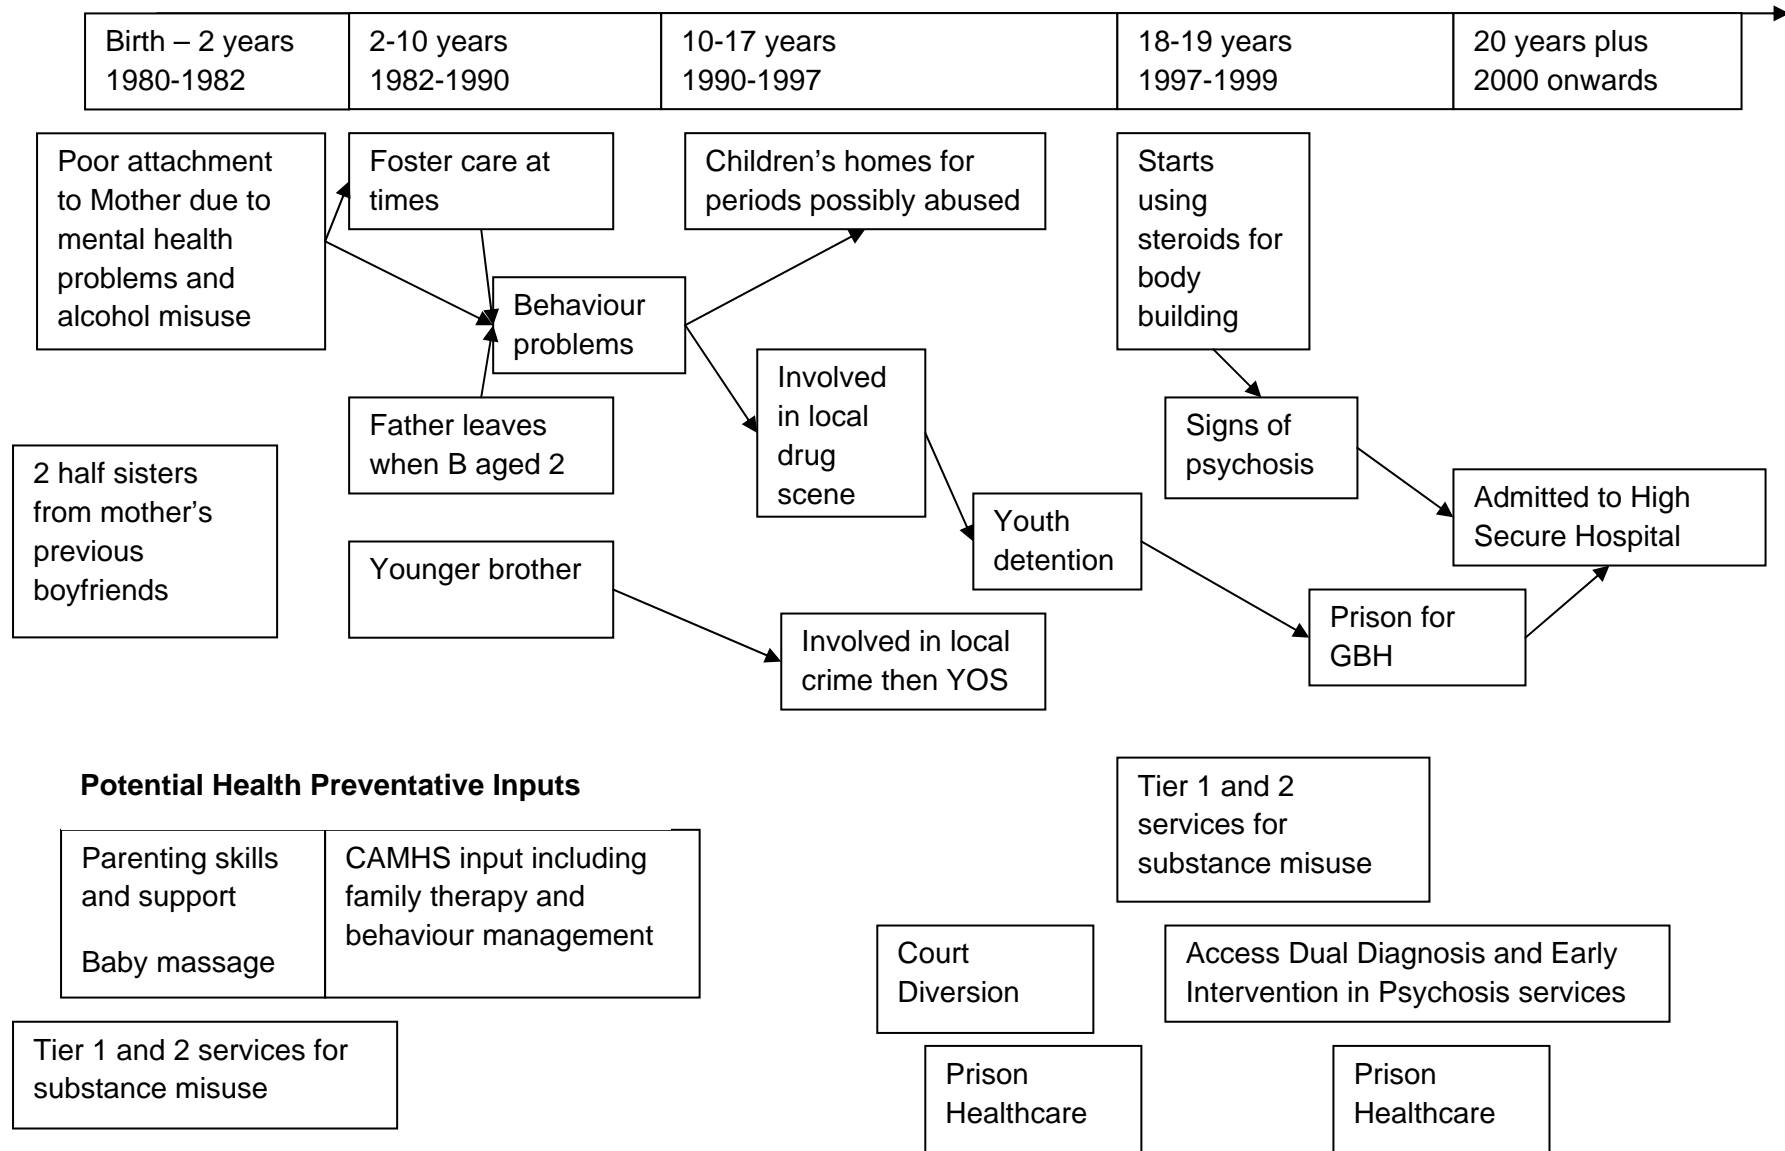 Birth – 2 years
1980-1982
2-10 years
1982-1990
10-17 years
1990-1997
18-19 years
1997-1999
20 years plus
2000 onwards
Poor attachment
to Mother due to
mental health
problems and
alcohol misuse
Foster care at
times
Children’s homes for
periods possibly abused
Starts
using
steroids for
body
building
Behaviour
problems
Involved
in local
drug
scene
Father leaves
when B aged 2
Signs of
psychosis
2 half sisters
from mother’s
previous
boyfriends
Admitted to High
Secure Hospital
Youth
detention
Younger brother
Prison for
GBH
Involved in local
crime then YOS
Potential Health Preventative Inputs
Tier 1 and 2
services for
substance misuse
Parenting skills
and support
Baby massage
CAMHS input including
family therapy and
behaviour management
Court
Diversion
Access Dual Diagnosis and Early
Intervention in Psychosis services
Tier 1 and 2 services for
substance misuse
Prison
Healthcare
Prison
Healthcare